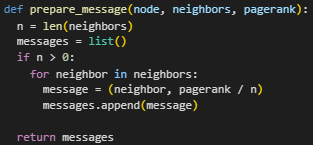 def prepare_message(node, neighbors, pagerank):
  n = len(neighbors)
  messages = list()
  if n > 0:
    for neighbor in neighbors:
      message = (neighbor, pagerank / n)
      messages.append(message)

  return messages